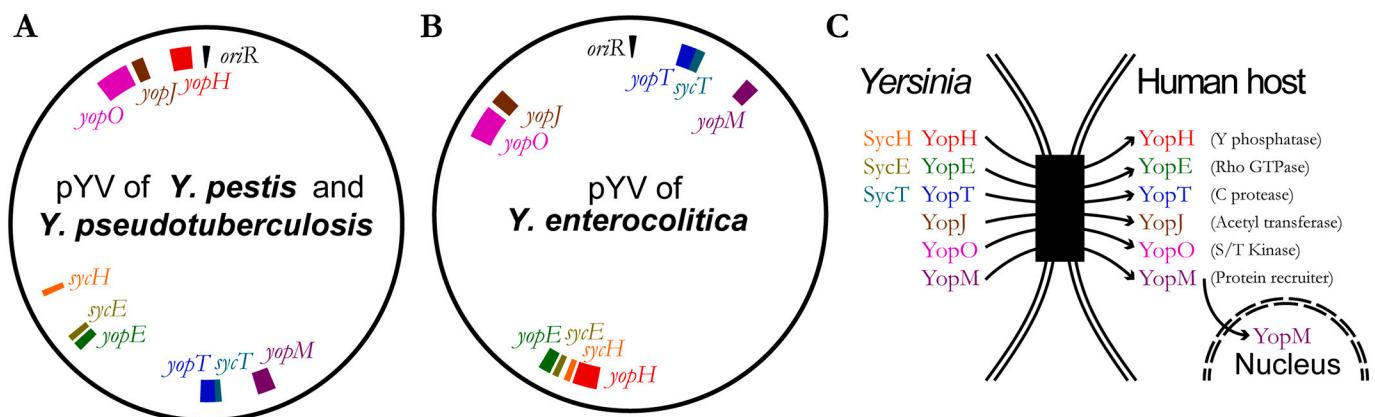 A
oriR
yopH
yopJ
yopO
pYV of Y. pestis and
Y. pseudotuberculosis
sycH
sycE
yopE
yopT sycT yopM
B
oriR
yopT
sycT
yopM
yopJ
yopO
pYV of
Y. enterocolitica
yopE sycE
sycH
yopH
C
Yersinia Human host
SycH YopH YopH (Y phosphatase)
SycE YopE YopE (Rho GTPase)
SycT YopT YopT (C protease)
YopJ YopJ (Acetyl transferase)
YopO YopO (S/T Kinase)
YopM YopM (Protein recruiter)
YopM
Nucleus